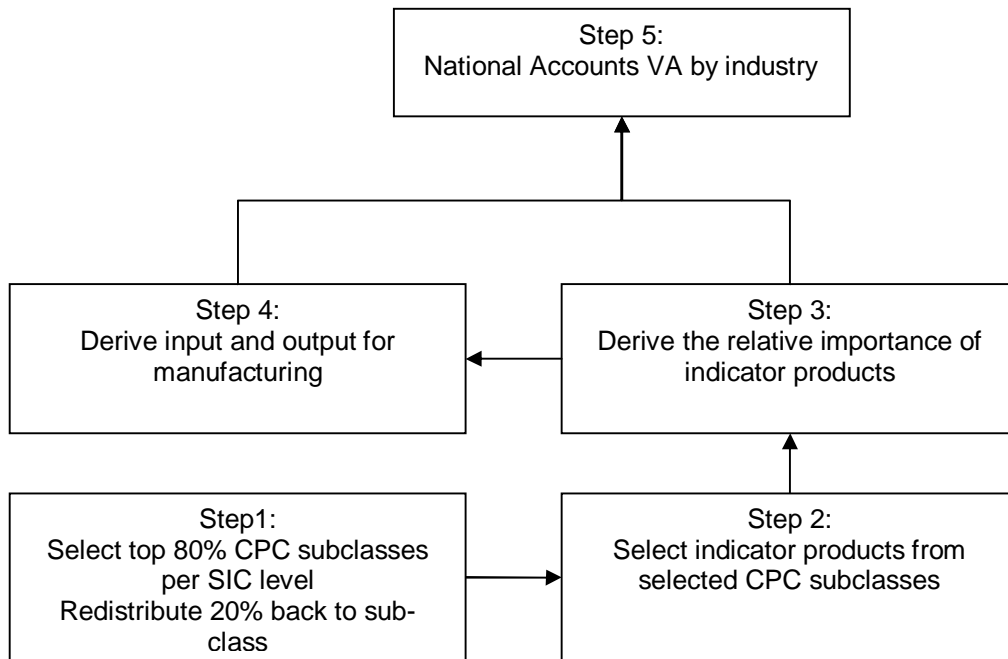 Step 5:
National Accounts VA by industry
Step 4:
Derive input and output for
manufacturing
Step 3:
Derive the relative importance of
indicator products
Step1:
Select top 80% CPC subclasses
per SIC level
Redistribute 20% back to sub-
class
Step 2:
Select indicator products from
selected CPC subclasses